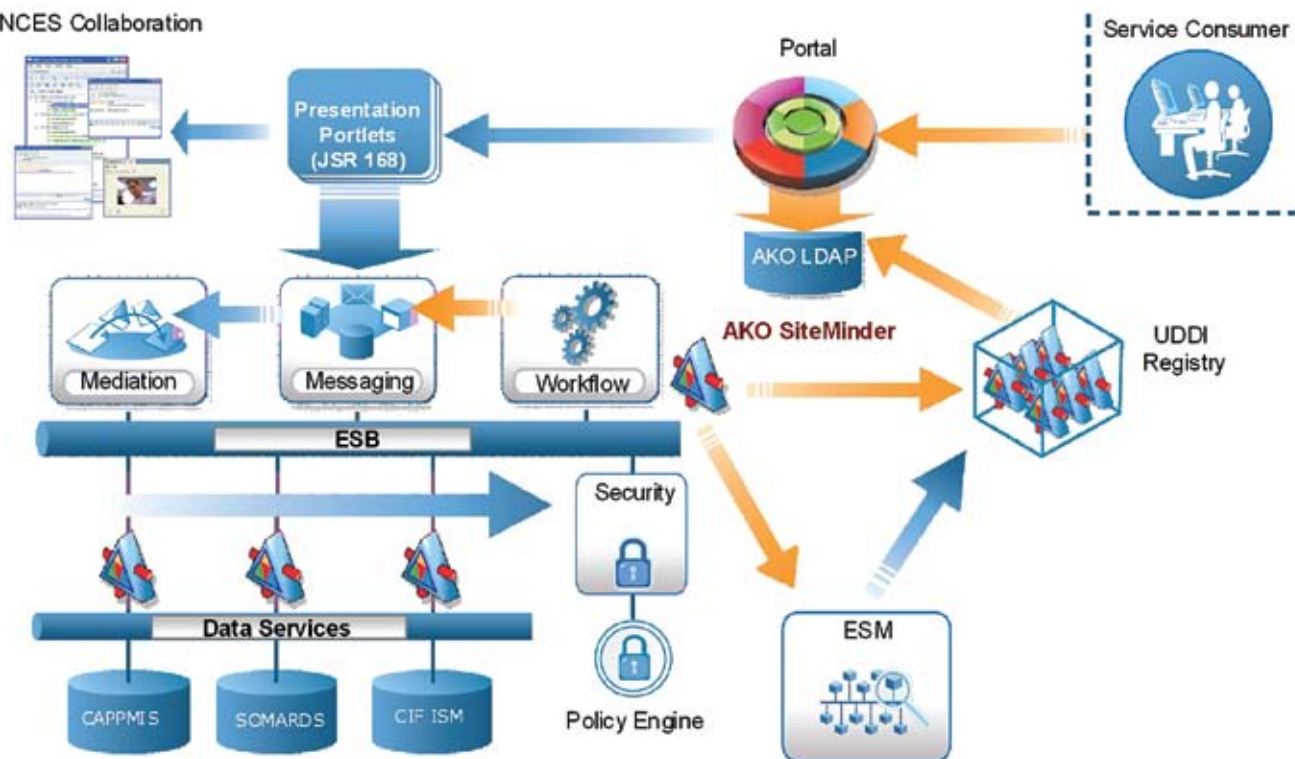 NCES Collaboration
Service Consumer
Portal
Presentation
Portlets
(JSR 168)
AKO LDAP
AKO SiteMinder
UDDI
Registry
Mediation
Messaging
Workflow
ESB
Security
Data Services
ESM
CAPPMIS
SOMARDS
CIF ISM
Policy Engine